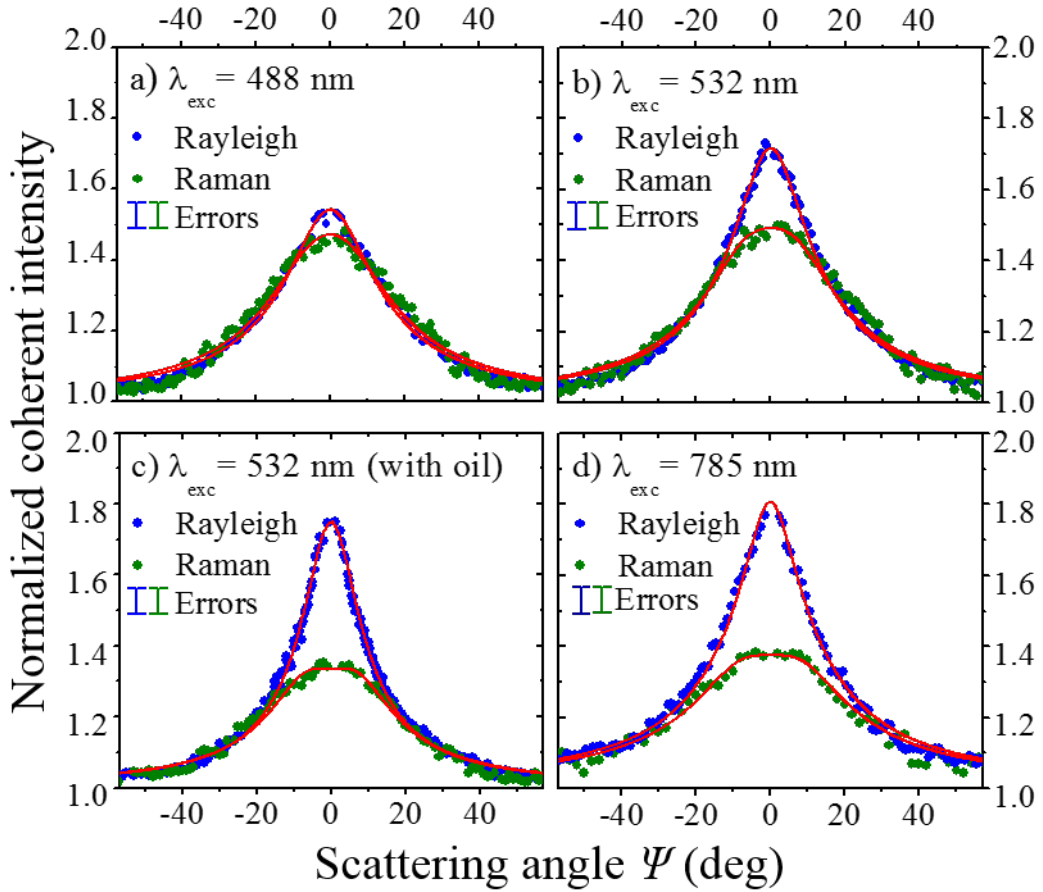 -40 -20 0 20 40
-40 -20 0 20 40
2.0
1.8
1.6
1.4
1.2
1.0
a) λexc = 488 nm
Rayleigh
Raman
Errors
b) λexc = 532 nm
Rayleigh
Raman
Errors
2.0
1.8
1.6
1.4
1.2
1.0
2.0
1.8
1.6
1.4
1.2
1.0
c) λexc = 532 nm (with oil)
Rayleigh
Raman
Errors
d) λexc = 785 nm
Rayleigh
Raman
Errors
2.0
1.8
1.6
1.4
1.2
1.0
-40 -20 0 20 40
-40 -20 0 20 40
Normalized coherent intensity
Scattering angle Ψ (deg)